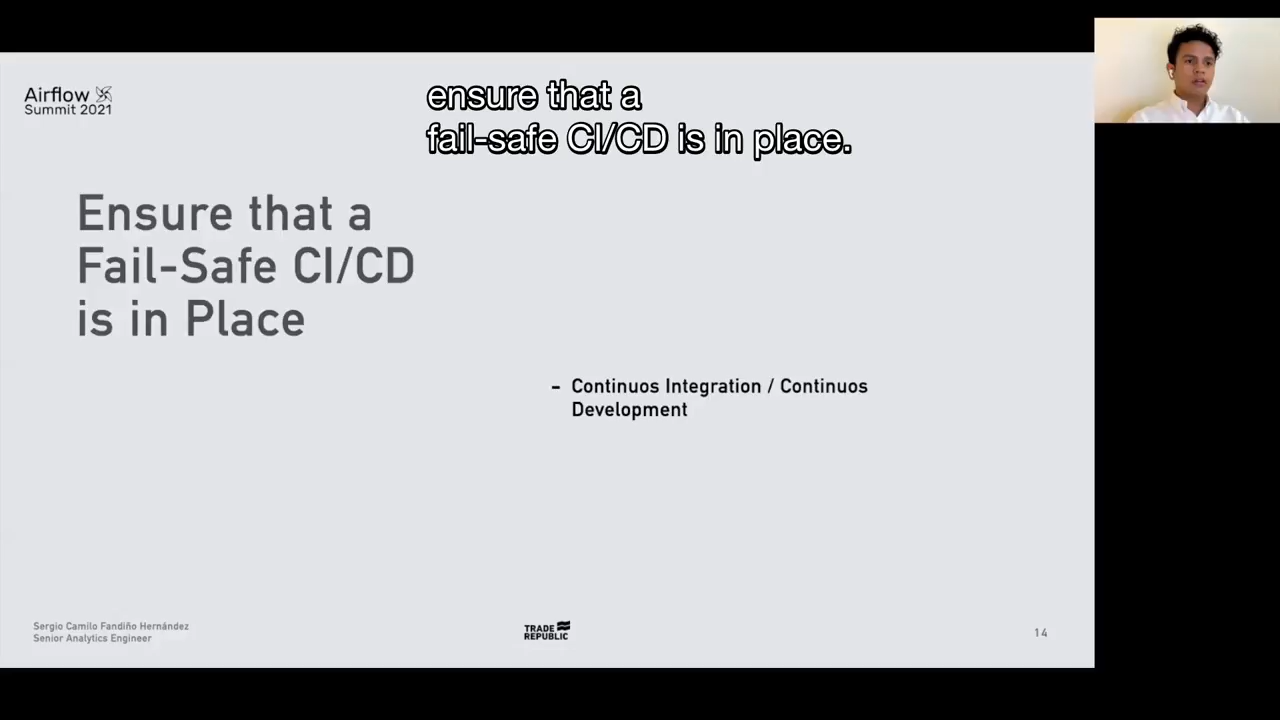 Airflow
Summit 2021
ensure that a
fail-safe CI/CD is in place.
Ensure that a
Fail-Safe CI/CD
is in Place
- Continuos Integration / Continuos
Development
Sergio Camilo Fandiño Hernández
Senior Analytics Engineer
TRADE
REPUBLIC
14